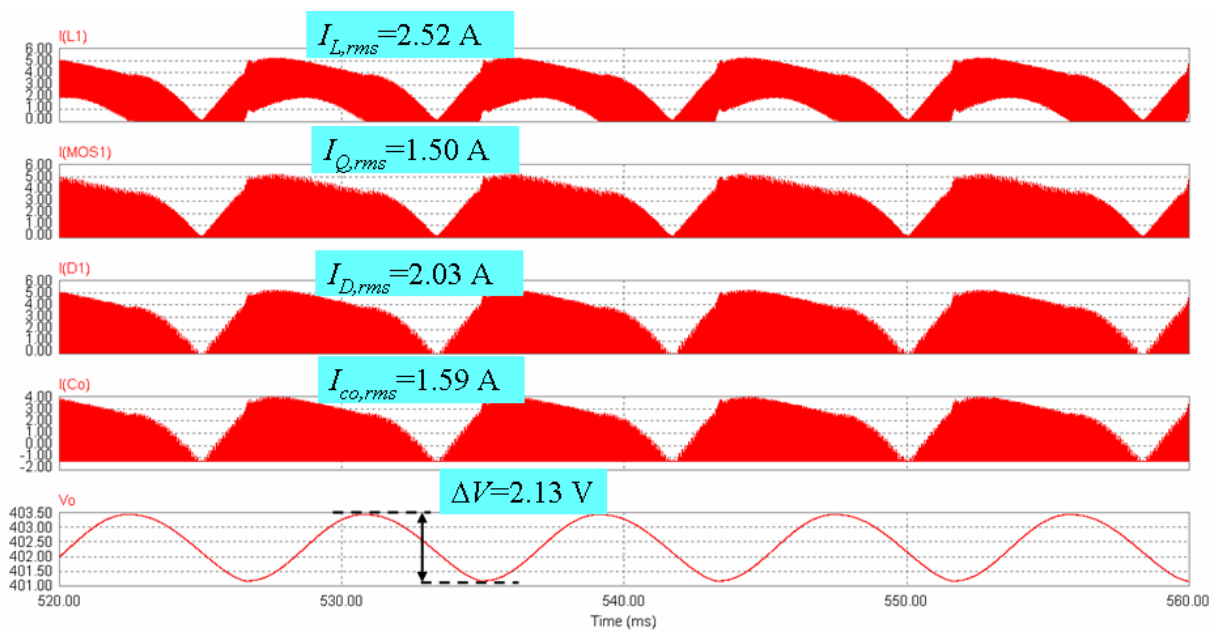 I_{L,rms}=2.52 A
I(L1)
6.00
5.00
4.00
3.00
2.00
1.00
0.00
I_{Q,rms}=1.50 A
I(MOS1)
6.00
5.00
4.00
3.00
2.00
1.00
0.00
I_{D,rms}=2.03 A
I(D1)
6.00
5.00
4.00
3.00
2.00
1.00
0.00
I_{co,rms}=1.59 A
I(Co)
4.00
3.00
2.00
1.00
0.00
-1.00
-2.00
ΔV=2.13 V
Vo
403.50
403.00
402.50
402.00
401.50
401.00
520.00 530.00 540.00 550.00 560.00
Time (ms)